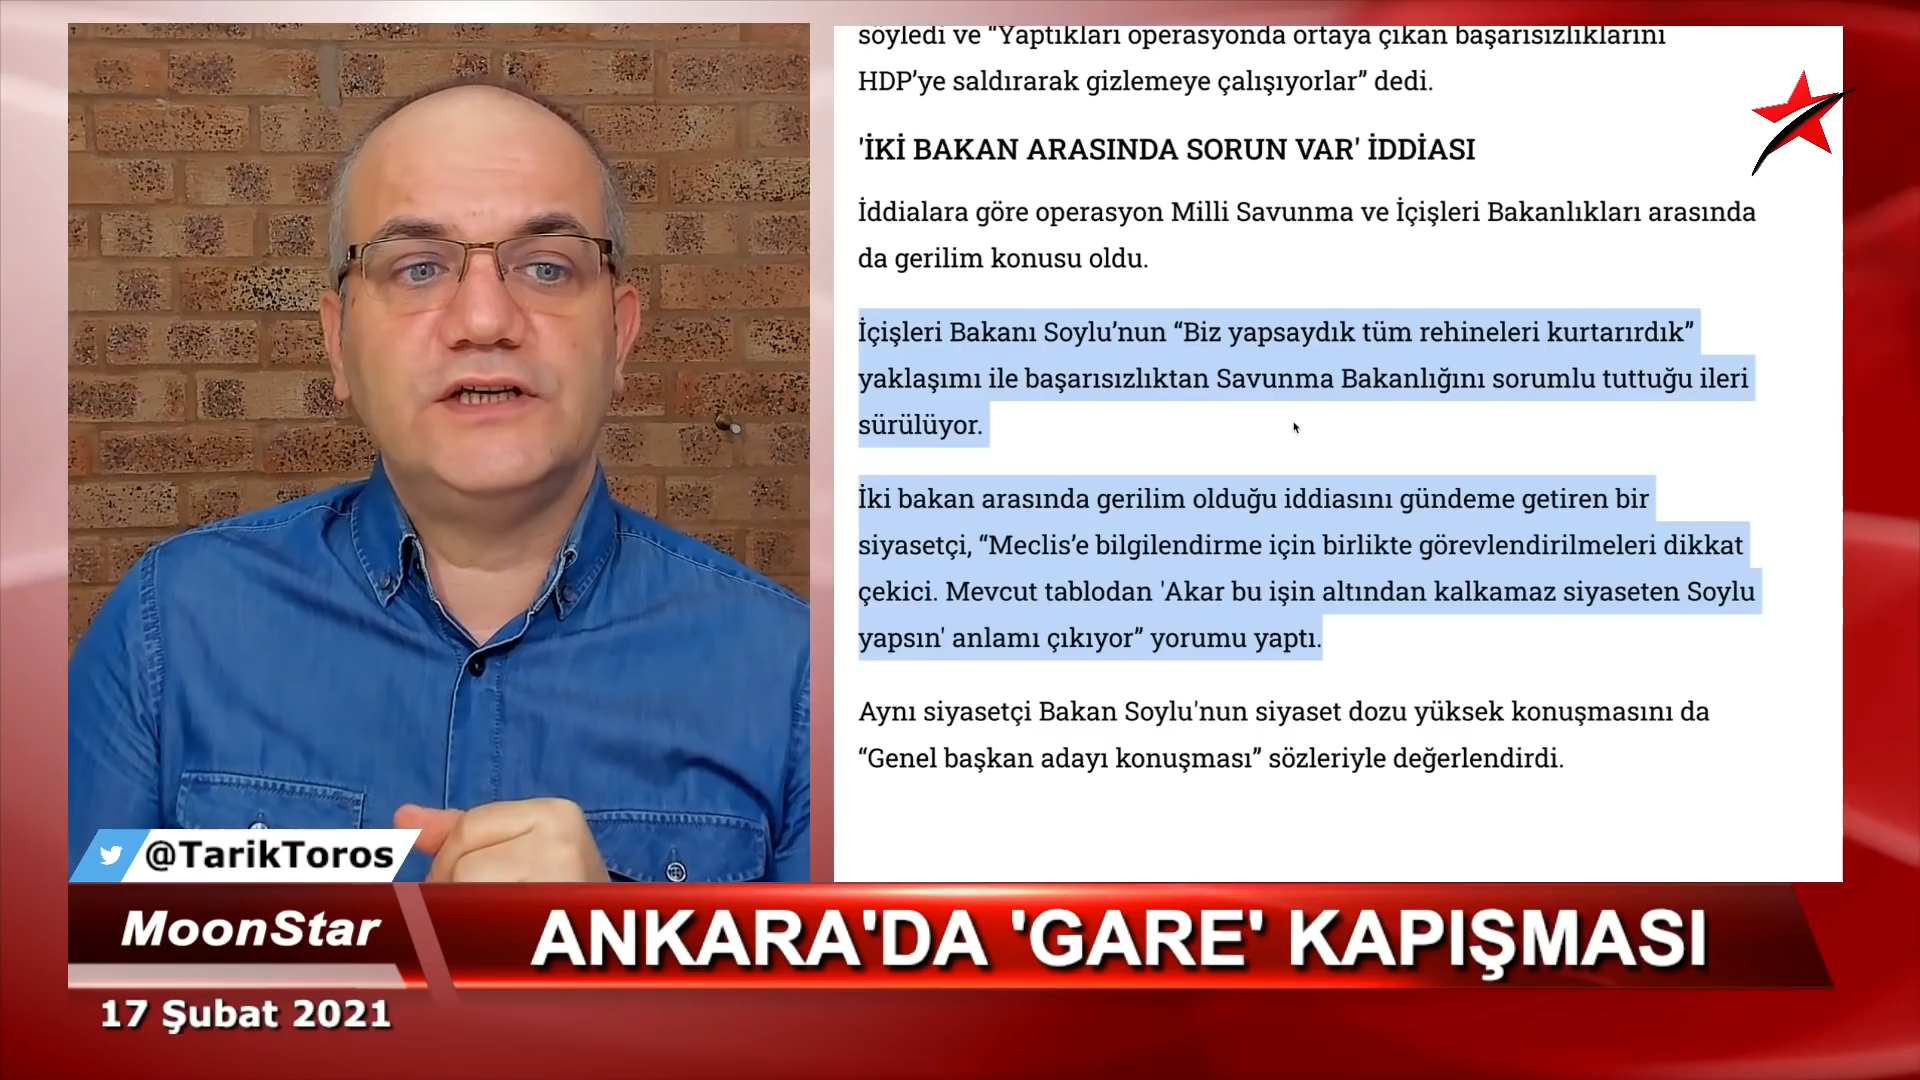 söyledi ve “Yaptıkları operasyonda ortaya çıkan başarısızlıklarını
HDP’ye saldırarak gizlemeye çalışıyorlar” dedi.
'İKİ BAKAN ARASINDA SORUN VAR' İDDİASI
İddialara göre operasyon Milli Savunma ve İçişleri Bakanlıkları arasında
da gerilim konusu oldu.
İçişleri Bakanı Soylu’nun “Biz yapsaydık tüm rehineleri kurtarırdık”
yaklaşımı ile başarısızlıktan Savunma Bakanlığını sorumlu tuttuğu ileri
sürülüyor.
İki bakan arasında gerilim olduğu iddiasını gündeme getiren bir
siyasetçi, “Meclis’e bilgilendirme için birlikte görevlendirilmeleri dikkat
çekici. Mevcut tablodan 'Akar bu işin altından kalkamaz siyaseten Soylu
yapsın' anlamı çıkıyor” yorumu yaptı.
Aynı siyasetçi Bakan Soylu'nun siyaset dozu yüksek konuşmasını da
“Genel başkan adayı konuşması” sözleriyle değerlendirdi.
@TarikToros
MoonStar
ANKARA'DA 'GARE' KAPIŞMASI
17 Şubat 2021